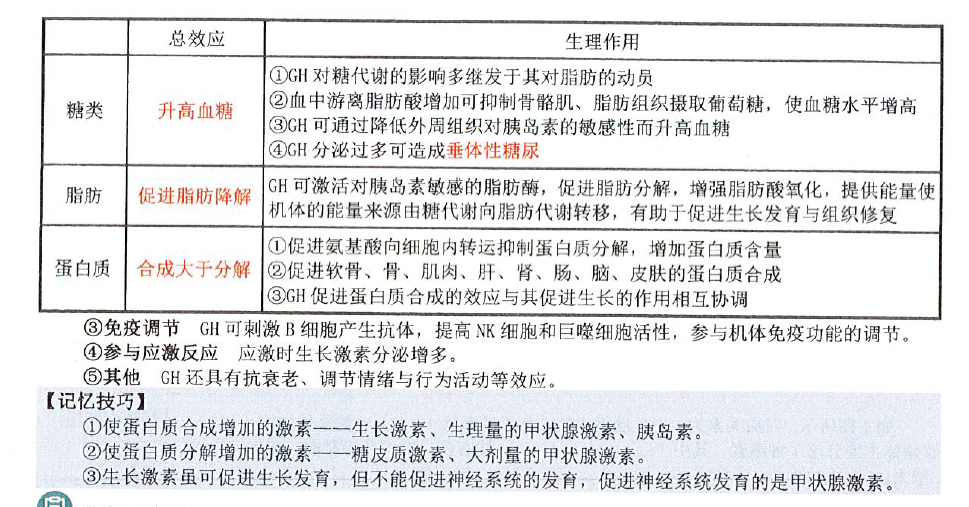 总效应 生理作用
糖类 升高血糖
①GH 对糖代谢的影响多继发于其对脂肪的动员
②血中游离脂肪酸增加可抑制骨骼肌、脂肪组织摄取葡萄糖，使血糖水平增高
③GH 可通过降低外周组织对胰岛素的敏感性而升高血糖
④GH 分泌过多可造成垂体性糖尿
脂肪 促进脂肪降解
GH 可激活对胰岛素敏感的脂肪酶，促进脂肪分解，增强脂肪酸氧化，提供能量使
机体的能量来源由糖代谢向脂肪代谢转移，有助于促进生长发育与组织修复
蛋白质 合成大于分解
①促进氨基酸向细胞内转运抑制蛋白质分解，增加蛋白质含量
②促进软骨、骨、肌肉、肝、肾、肠、脑、皮肤的蛋白质合成
③GH 促进蛋白质合成的效应与其促进生长的作用相互协调
③免疫调节 GH 可刺激 B 细胞产生抗体，提高 NK 细胞和巨噬细胞活性，参与机体免疫功能的调节。
④参与应激反应 应激时生长激素分泌增多。
⑤其他 GH 还具有抗衰老、调节情绪与行为活动等效应。
【记忆技巧】
①使蛋白质合成增加的激素——生长激素、生理量的甲状腺激素、胰岛素。
②使蛋白质分解增加的激素——糖皮质激素、大剂量的甲状腺激素。
③生长激素虽可促进生长发育，但不能促进神经系统的发育，促进神经系统发育的是甲状腺激素。